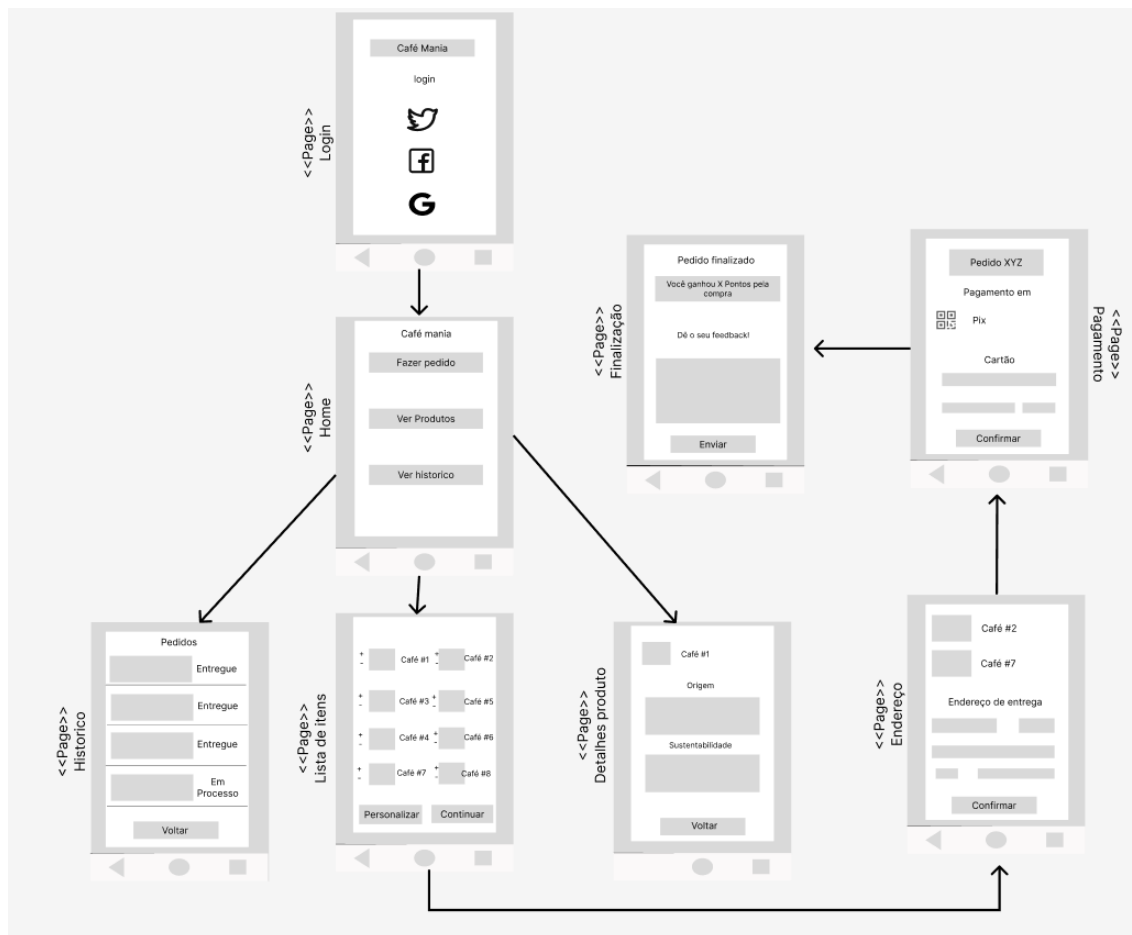 <<Page>>
Login
Café Mania
login
<<Page>>
Home
Café mania
Fazer pedido
Ver Produtos
Ver historico
<<Page>>
Finalização
Pedido finalizado
Você ganhou X Pontos pela
compra
Dê o seu feedback!
Enviar
Pedido XYZ
Pagamento em
Pix
Cartão
Confirmar
<<Page>>
Pagamento
<<Page>>
Historico
Pedidos
Entregue
Entregue
Entregue
Em
Processo
Voltar
<<Page>>
Lista de itens
+
-
Café #1
+
-
Café #2
+
-
Café #3
+
-
Café #5
+
-
Café #4
+
-
Café #6
+
-
Café #7
+
-
Café #8
Personalizar
Continuar
<<Page>>
Detalhes produto
Café #1
Origem
Sustentabilidade
Voltar
<<Page>>
Endereço
Café #2
Café #7
Endereço de entrega
Confirmar